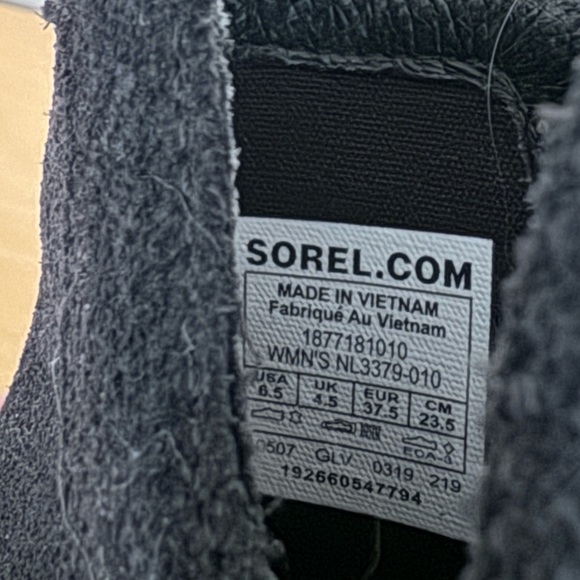 SOREL.COM
MADE IN VIETNAM
Fabriqué Au Vietnam
1877181010
WMN'S NL3379-010
USA UK EUR CM
6.5 4.5 37.5 23.5
0507 GLV 0319 219
192660547794